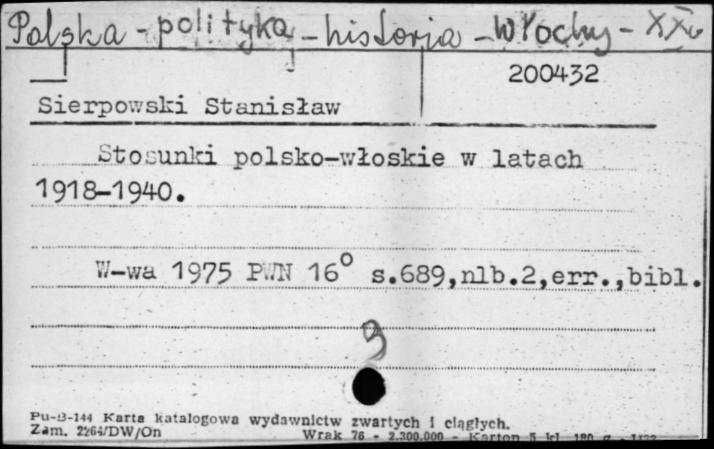 Polska - polityka - historia - Włochy - XXw
200432
Sierpowski Stanisław
Stosunki polsko-włoskie w latach
1918-1940.
W-wa 1975 PWN 16° s.689,nlb.2,err.,bibl.
Pu-B-144 Karta katalogowa wydawnictw zwartych i ciągłych.
Zam. 2264/DW/On Wrak 76 - 2.300.000 - Karton 5 kl 180 g -